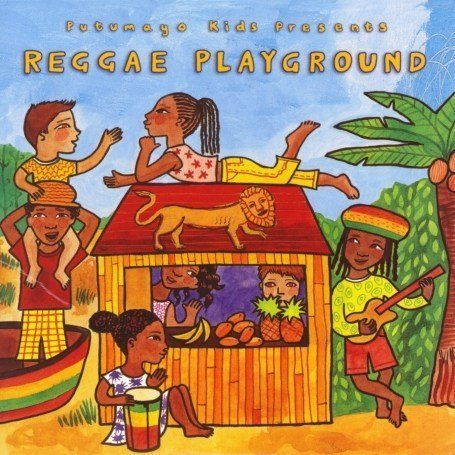 Putumayo Kids Presents
REGGAE PLAYGROUND